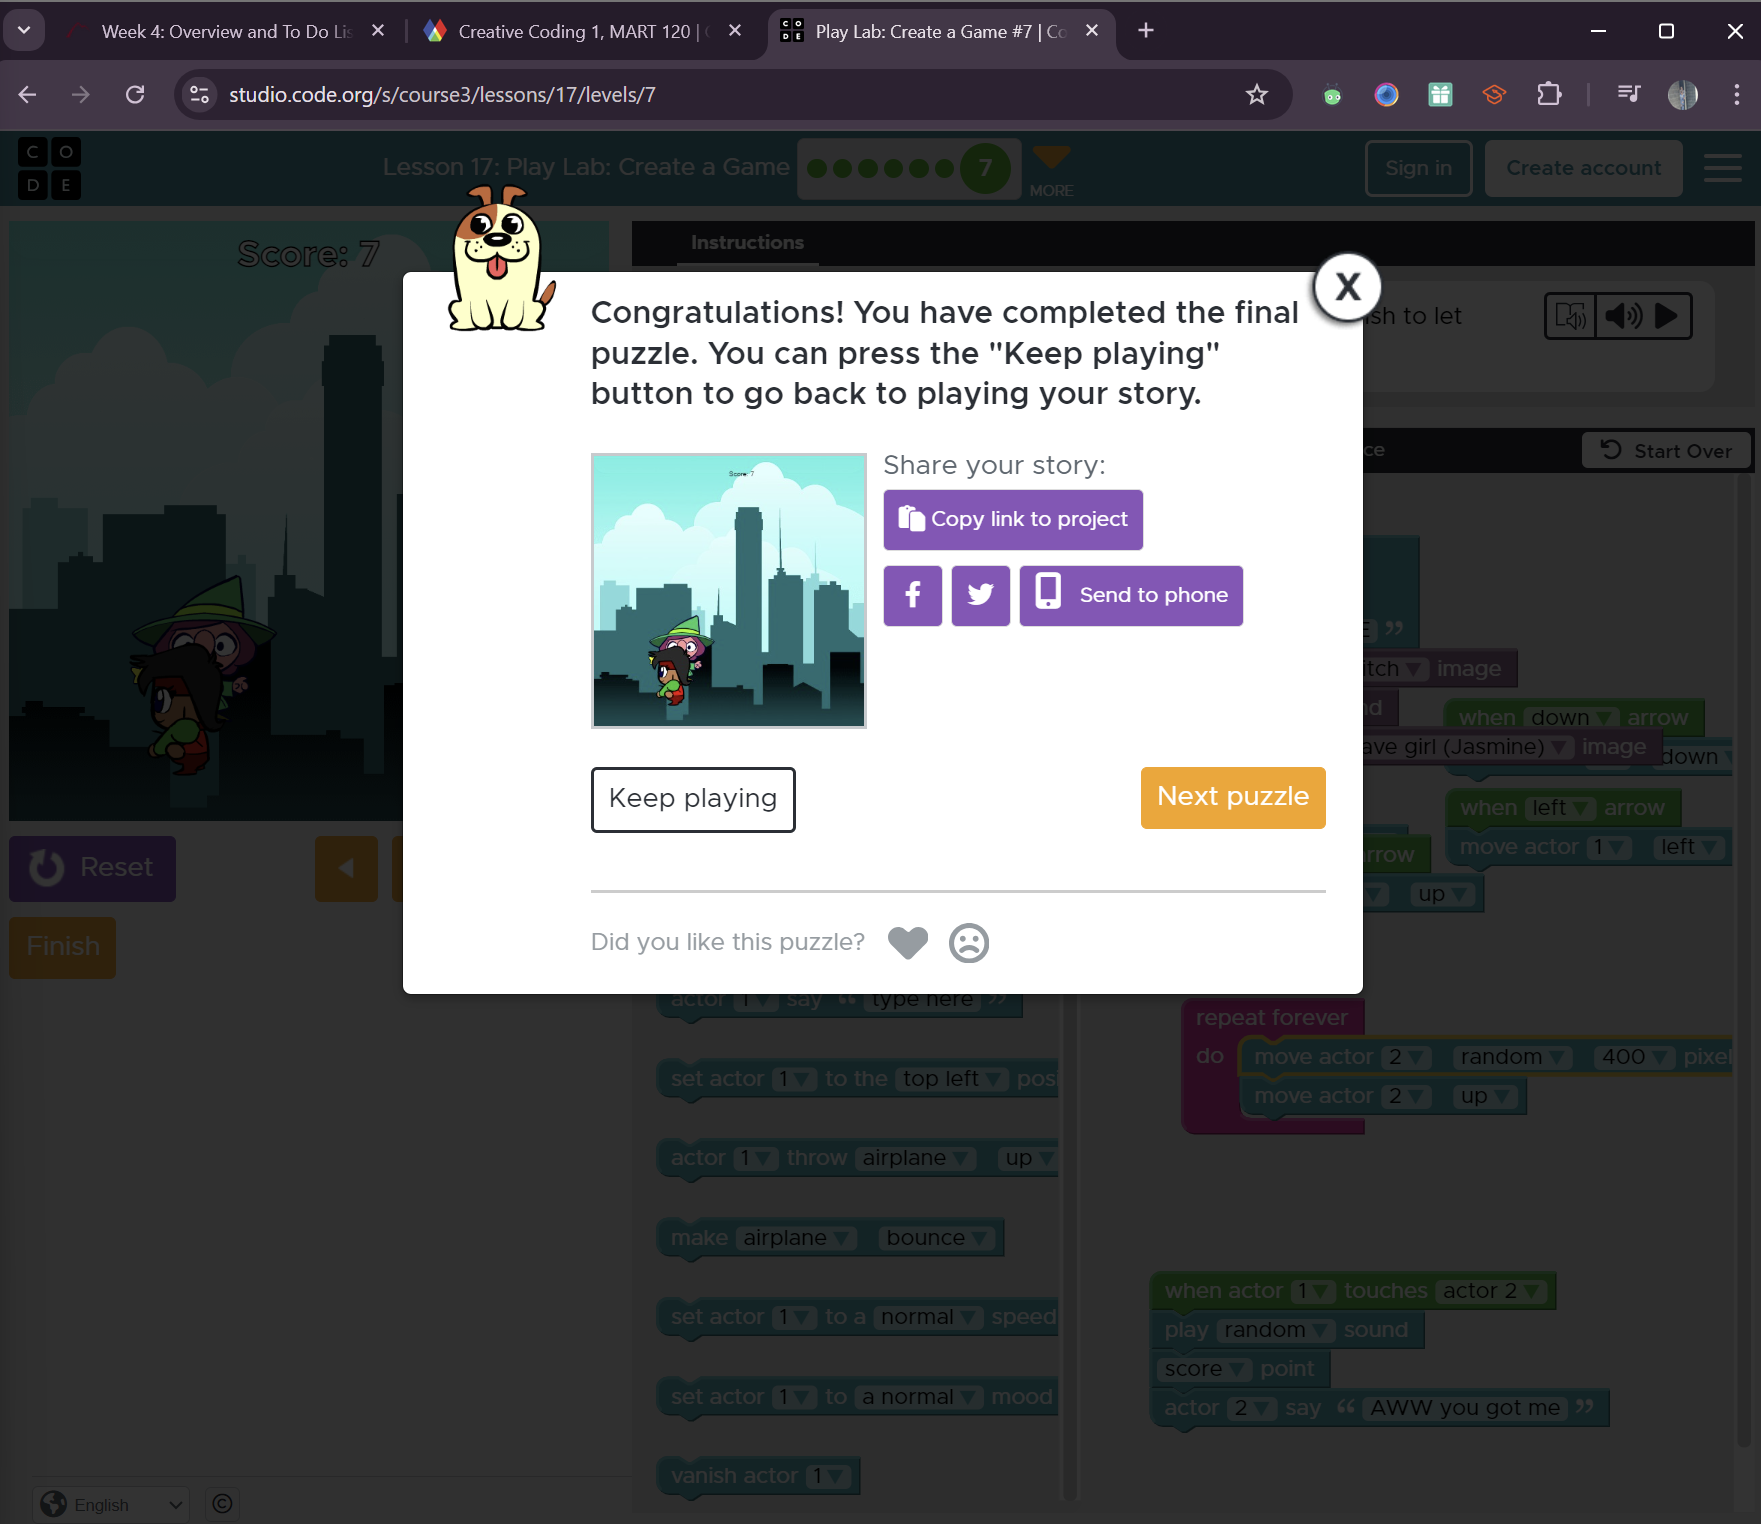 Week 4: Overview and To Do Lis
Creative Coding 1, MART 120 |
Play Lab: Create a Game #7 | Co
studio.code.org/s/course3/lessons/17/levels/7
C O
D E
Lesson 17: Play Lab: Create a Game
7
MORE
Sign in
Create account
Score: 7
Instructions
sh to let
X
Congratulations! You have completed the final
puzzle. You can press the "Keep playing"
button to go back to playing your story.
Score: 7
Share your story:
Copy link to project
Send to phone
Keep playing
Next puzzle
Did you like this puzzle?
ce
Start Over
E ”
itch image
nd
when down arrow
ave girl (Jasmine) image
down
when left arrow
move actor 1 left
rrow
up
Reset
Finish
actor 1 say “ type here ”
set actor 1 to the top left posi
actor 1 throw airplane up
make airplane bounce
set actor 1 to a normal speed
set actor 1 to a normal mood
vanish actor 1
repeat forever
do move actor 2 random 400 pixel
move actor 2 up
when actor 1 touches actor 2
play random sound
score point
actor 2 say “ AWW you got me ”
English
©